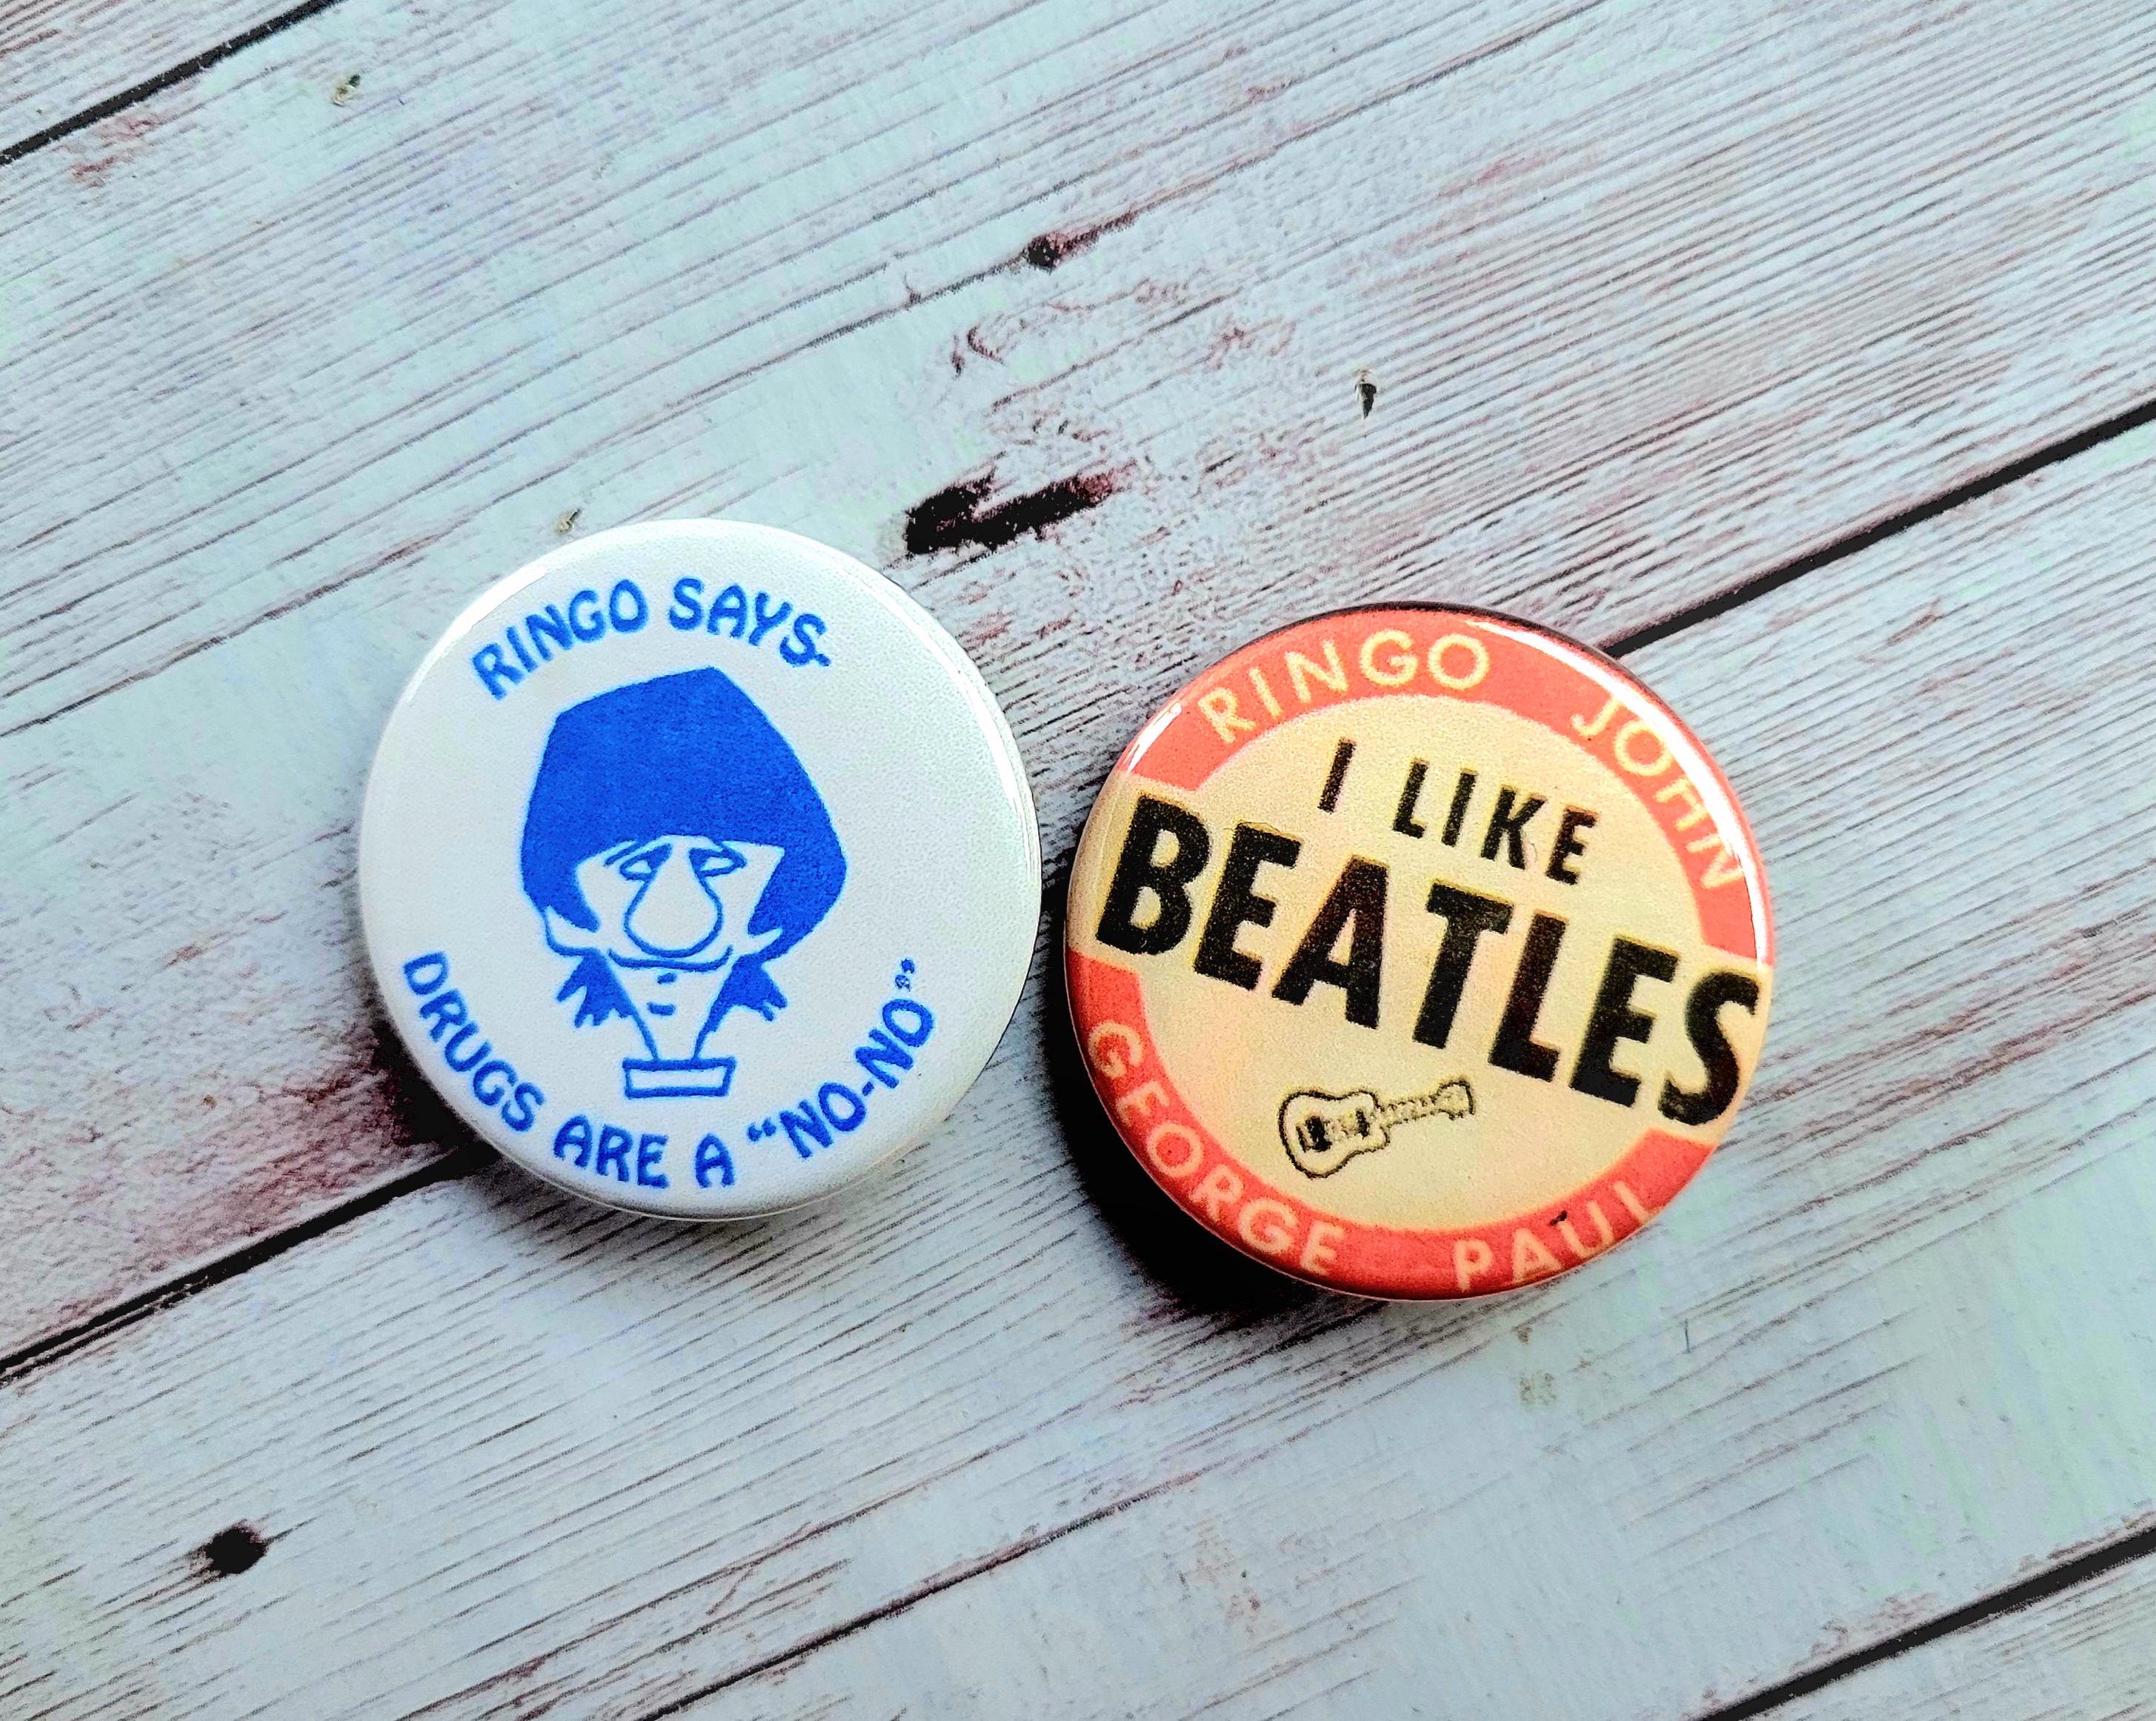 RINGO SAYS-
DRUGS ARE A "NO-NO"
RINGO JOHN
I LIKE
BEATLES
GEORGE PAUL